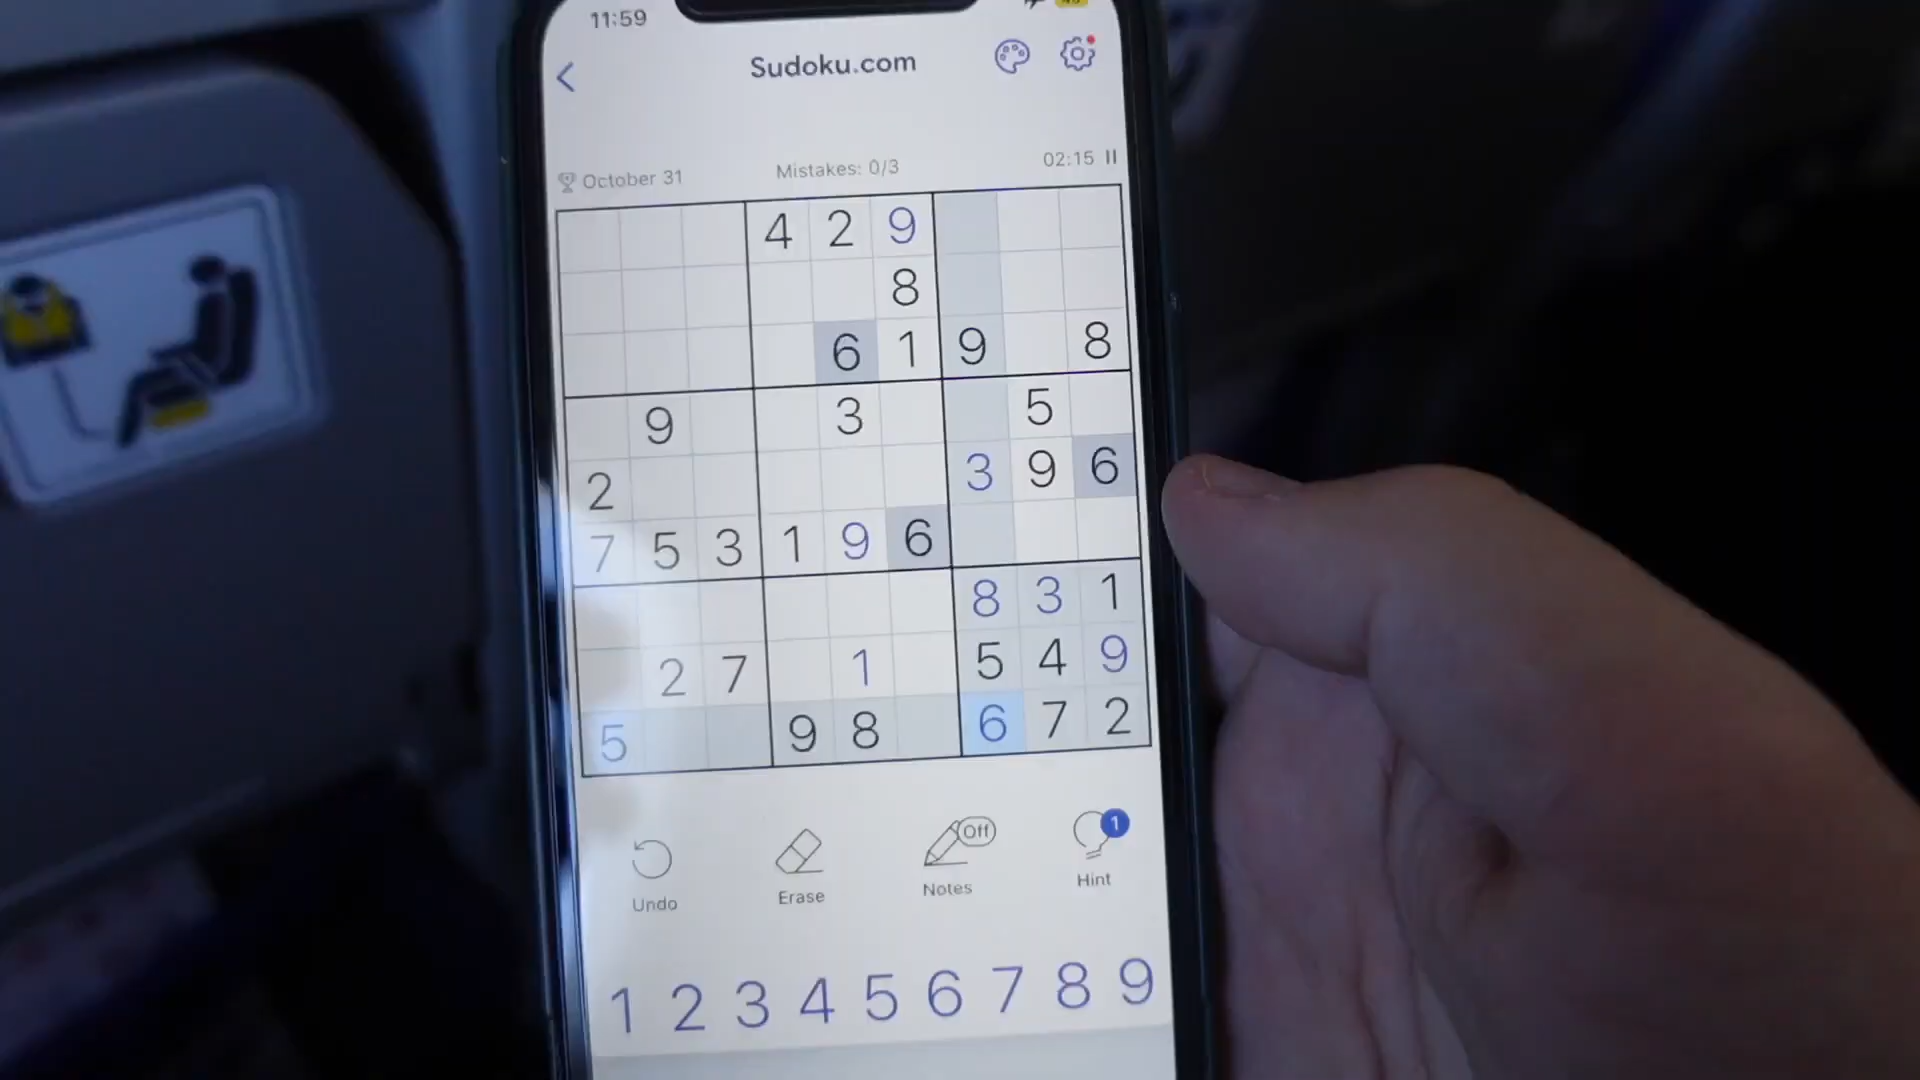 11:59
Sudoku.com
October 31 Mistakes: 0/3 02:15
4 2 9
8
6 1 9 8
9 3 5
2 3 9 6
7 5 3 1 9 6
8 3 1
2 7 1 5 4 9
5 9 8 6 7 2
Off 1
Undo Erase Notes Hint
1 2 3 4 5 6 7 8 9